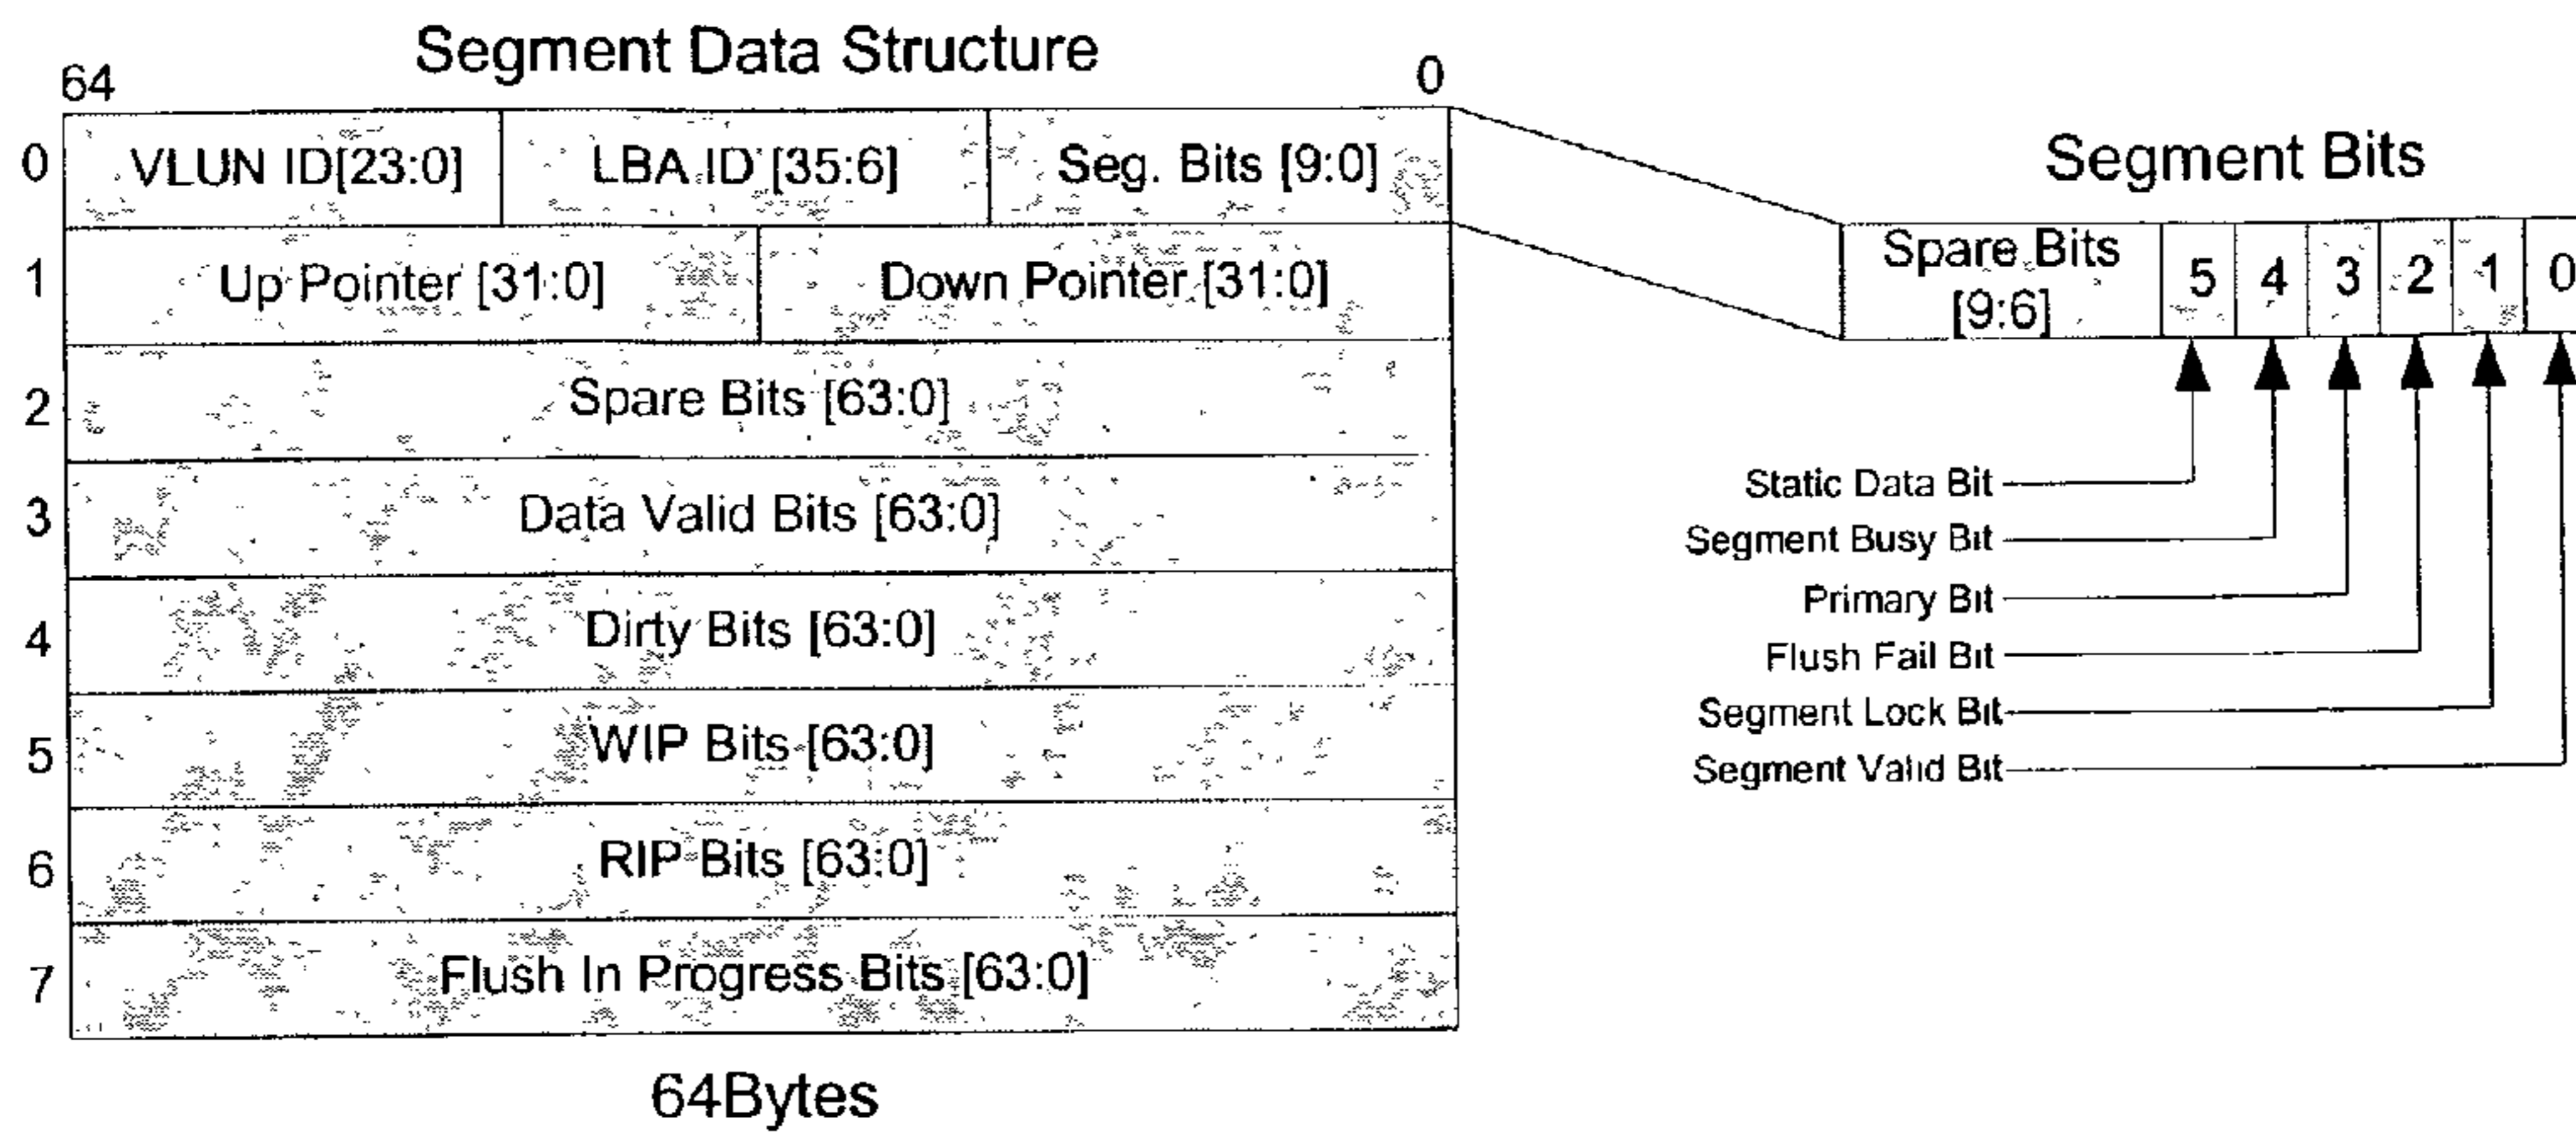 Segment Data Structure
64 0
0 VLUN ID[23:0] LBA ID [35:6] Seg. Bits [9:0]
1 Up Pointer [31:0] Down Pointer [31:0]
2 Spare Bits [63:0]
3 Data Valid Bits [63:0]
4 Dirty Bits [63:0]
5 WIP Bits [63:0]
6 RIP Bits [63:0]
7 Flush In Progress Bits [63:0]
64Bytes
Segment Bits
Spare Bits
[9:6]
5 4 3 2 1 0
Static Data Bit
Segment Busy Bit
Primary Bit
Flush Fail Bit
Segment Lock Bit
Segment Valid Bit